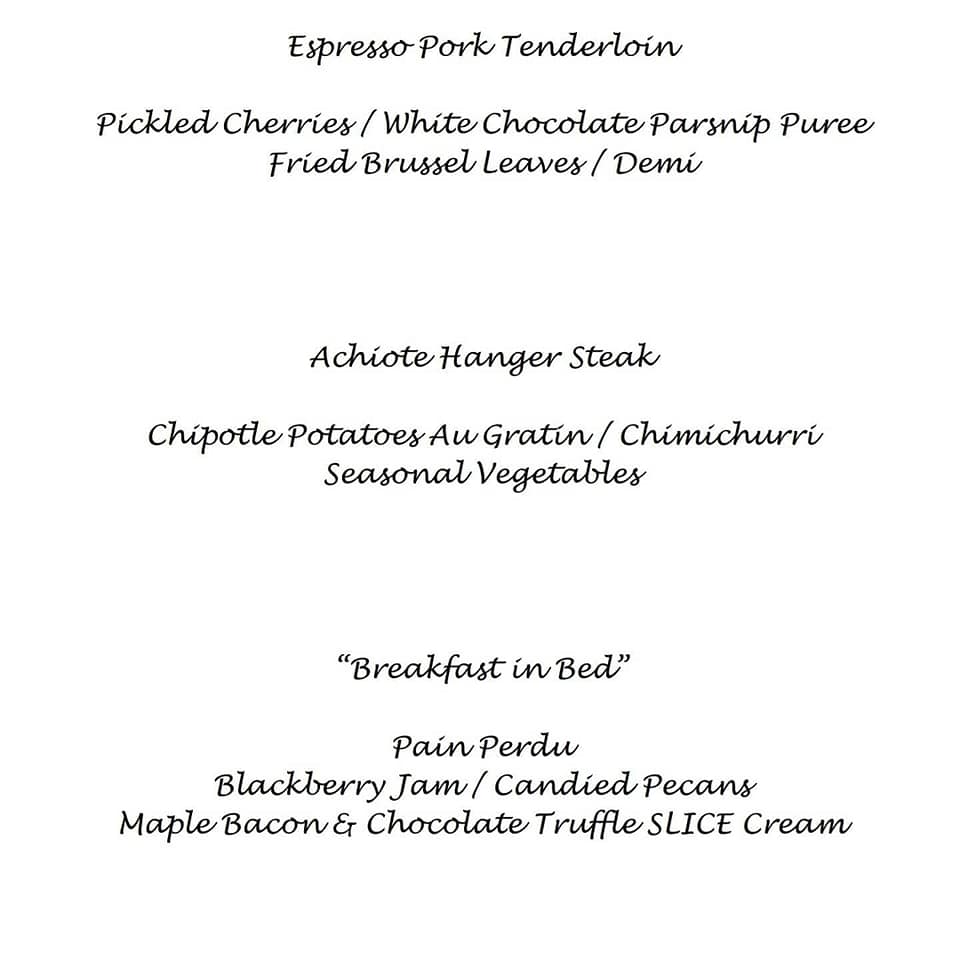 Espresso Pork Tenderloin
Pickled Cherries / White Chocolate Parsnip Puree
Fried Brussel Leaves / Demi
Achiote Hanger Steak
Chipotle Potatoes Au Gratin / Chimichurri
Seasonal Vegetables
“Breakfast in Bed”
Pain Perdu
Blackberry Jam / Candied Pecans
Maple Bacon & Chocolate Truffle SLICE Cream